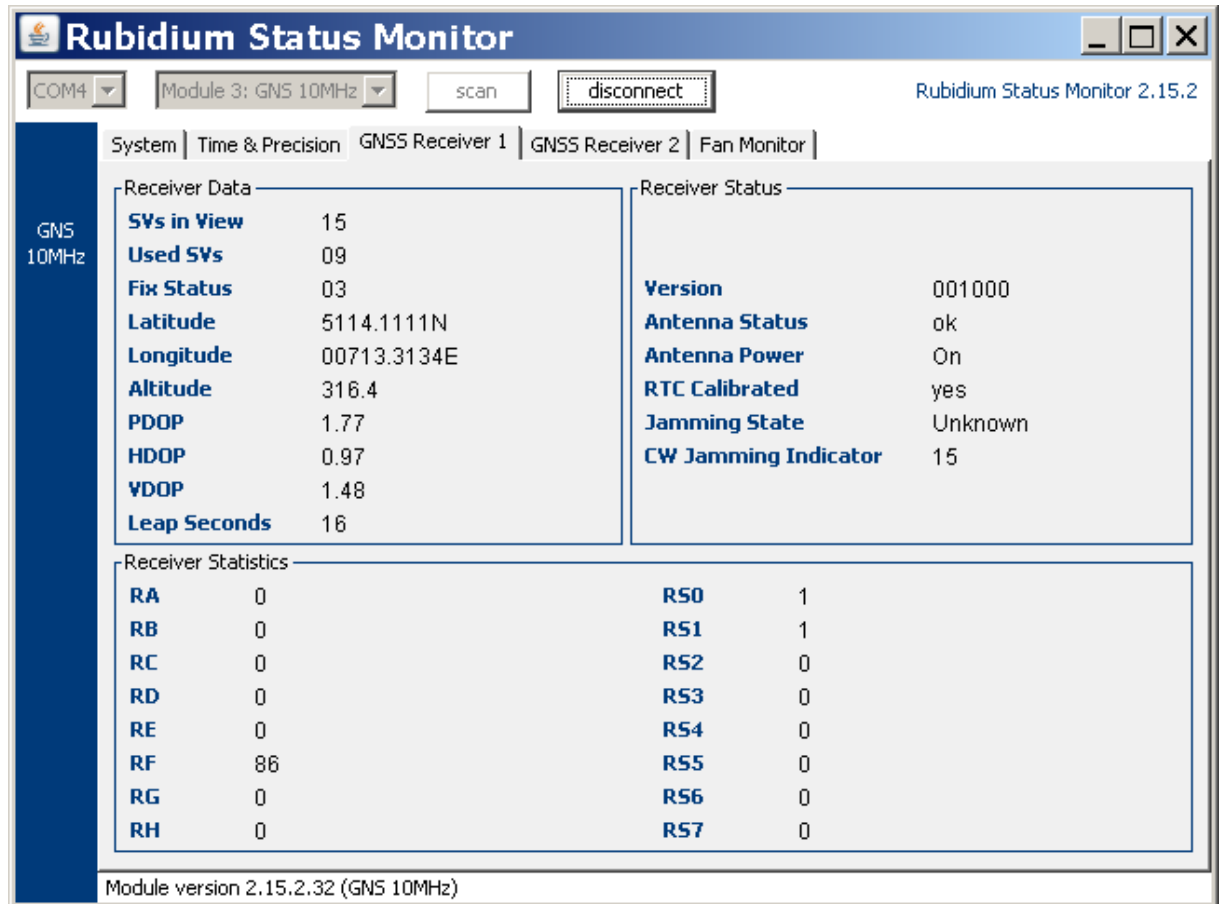 Rubidium Status Monitor
COM4 Module 3: GNS 10MHz scan disconnect Rubidium Status Monitor 2.15.2
System Time & Precision GNSS Receiver 1 GNSS Receiver 2 Fan Monitor
GNS
10MHz
Receiver Data
SVs in View 15
Used SVs 09
Fix Status 03
Latitude 5114.1111N
Longitude 00713.3134E
Altitude 316.4
PDOP 1.77
HDOP 0.97
VDOP 1.48
Leap Seconds 16
Receiver Status
Version 001000
Antenna Status ok
Antenna Power On
RTC Calibrated yes
Jamming State Unknown
CW Jamming Indicator 15
Receiver Statistics
RA 0
RB 0
RC 0
RD 0
RE 0
RF 86
RG 0
RH 0
RS0 1
RS1 1
RS2 0
RS3 0
RS4 0
RS5 0
RS6 0
RS7 0
Module version 2.15.2.32 (GNS 10MHz)